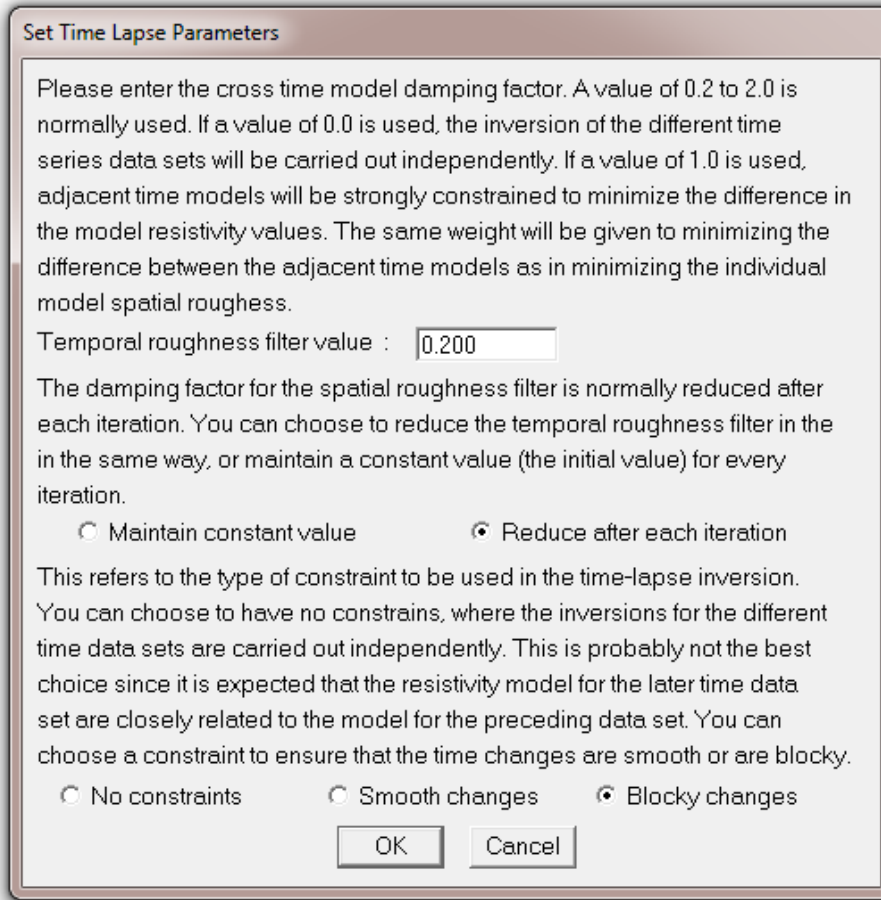 Set Time Lapse Parameters
Please enter the cross time model damping factor. A value of 0.2 to 2.0 is
normally used. If a value of 0.0 is used, the inversion of the different time
series data sets will be carried out independently. If a value of 1.0 is used,
adjacent time models will be strongly constrained to minimize the difference in
the model resistivity values. The same weight will be given to minimizing the
difference between the adjacent time models as in minimizing the individual
model spatial roughess.
Temporal roughness filter value : 0.200
The damping factor for the spatial roughness filter is normally reduced after
each iteration. You can choose to reduce the temporal roughness filter in the
in the same way, or maintain a constant value (the initial value) for every
iteration.
Maintain constant value Reduce after each iteration
This refers to the type of constraint to be used in the time-lapse inversion.
You can choose to have no constrains, where the inversions for the different
time data sets are carried out independently. This is probably not the best
choice since it is expected that the resistivity model for the later time data
set are closely related to the model for the preceding data set. You can
choose a constraint to ensure that the time changes are smooth or are blocky.
No constraints Smooth changes Blocky changes
OK Cancel